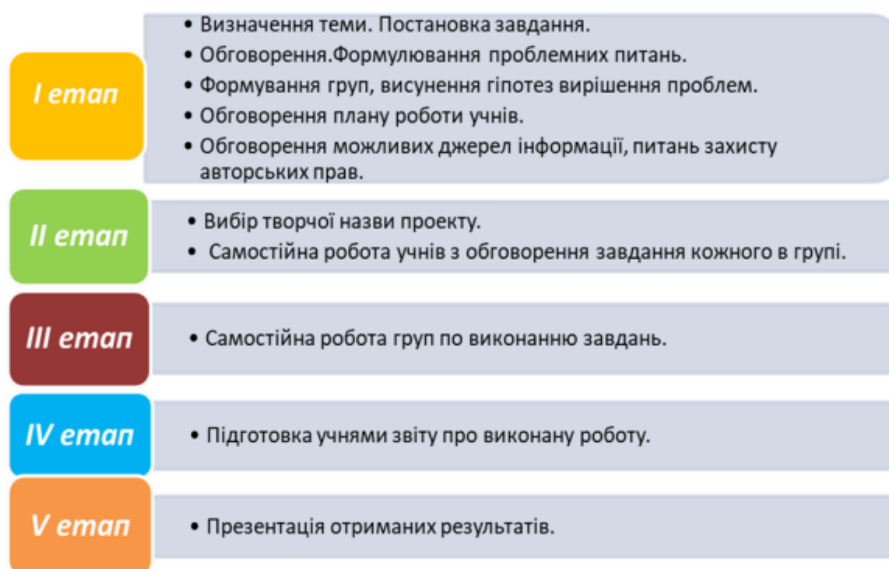 І етап
• Визначення теми. Постановка завдання.
• Обговорення.Формулювання проблемних питань.
• Формування груп, висунення гіпотез вирішення проблем.
• Обговорення плану роботи учнів.
• Обговорення можливих джерел інформації, питань захисту
авторських прав.
ІІ етап
• Вибір творчої назви проекту.
• Самостійна робота учнів з обговорення завдання кожного в групі.
ІІІ етап
• Самостійна робота груп по виконанню завдань.
IV етап
• Підготовка учнями звіту про виконану роботу.
V етап
• Презентація отриманих результатів.